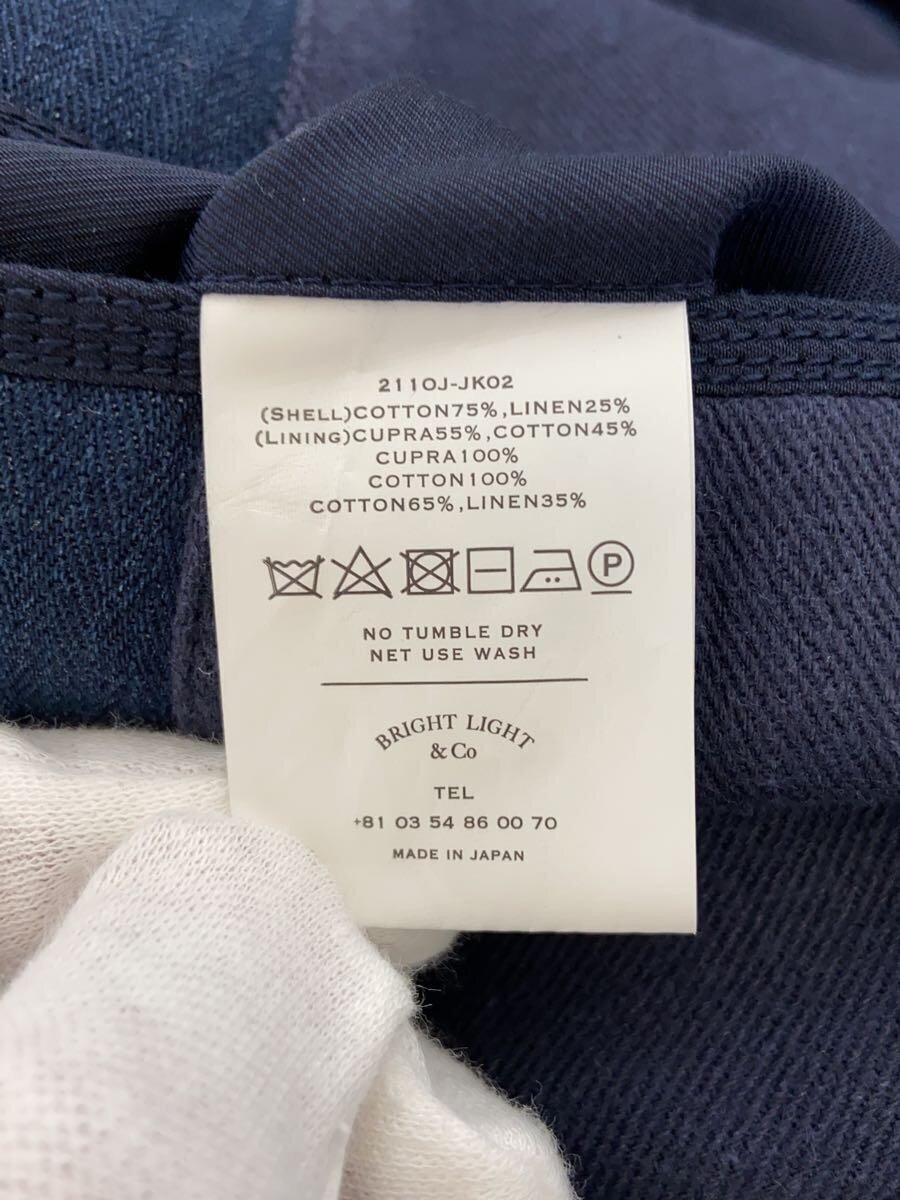 2110J-JK02
(SHELL)COTTON75%,LINEN25%
(LINING)CUPRA55%,COTTON45%
CUPRA100%
COTTON100%
COTTON65%,LINEN35%
P
NO TUMBLE DRY
NET USE WASH
BRIGHT LIGHT
& Co
TEL
+81 03 54 86 00 70
MADE IN JAPAN